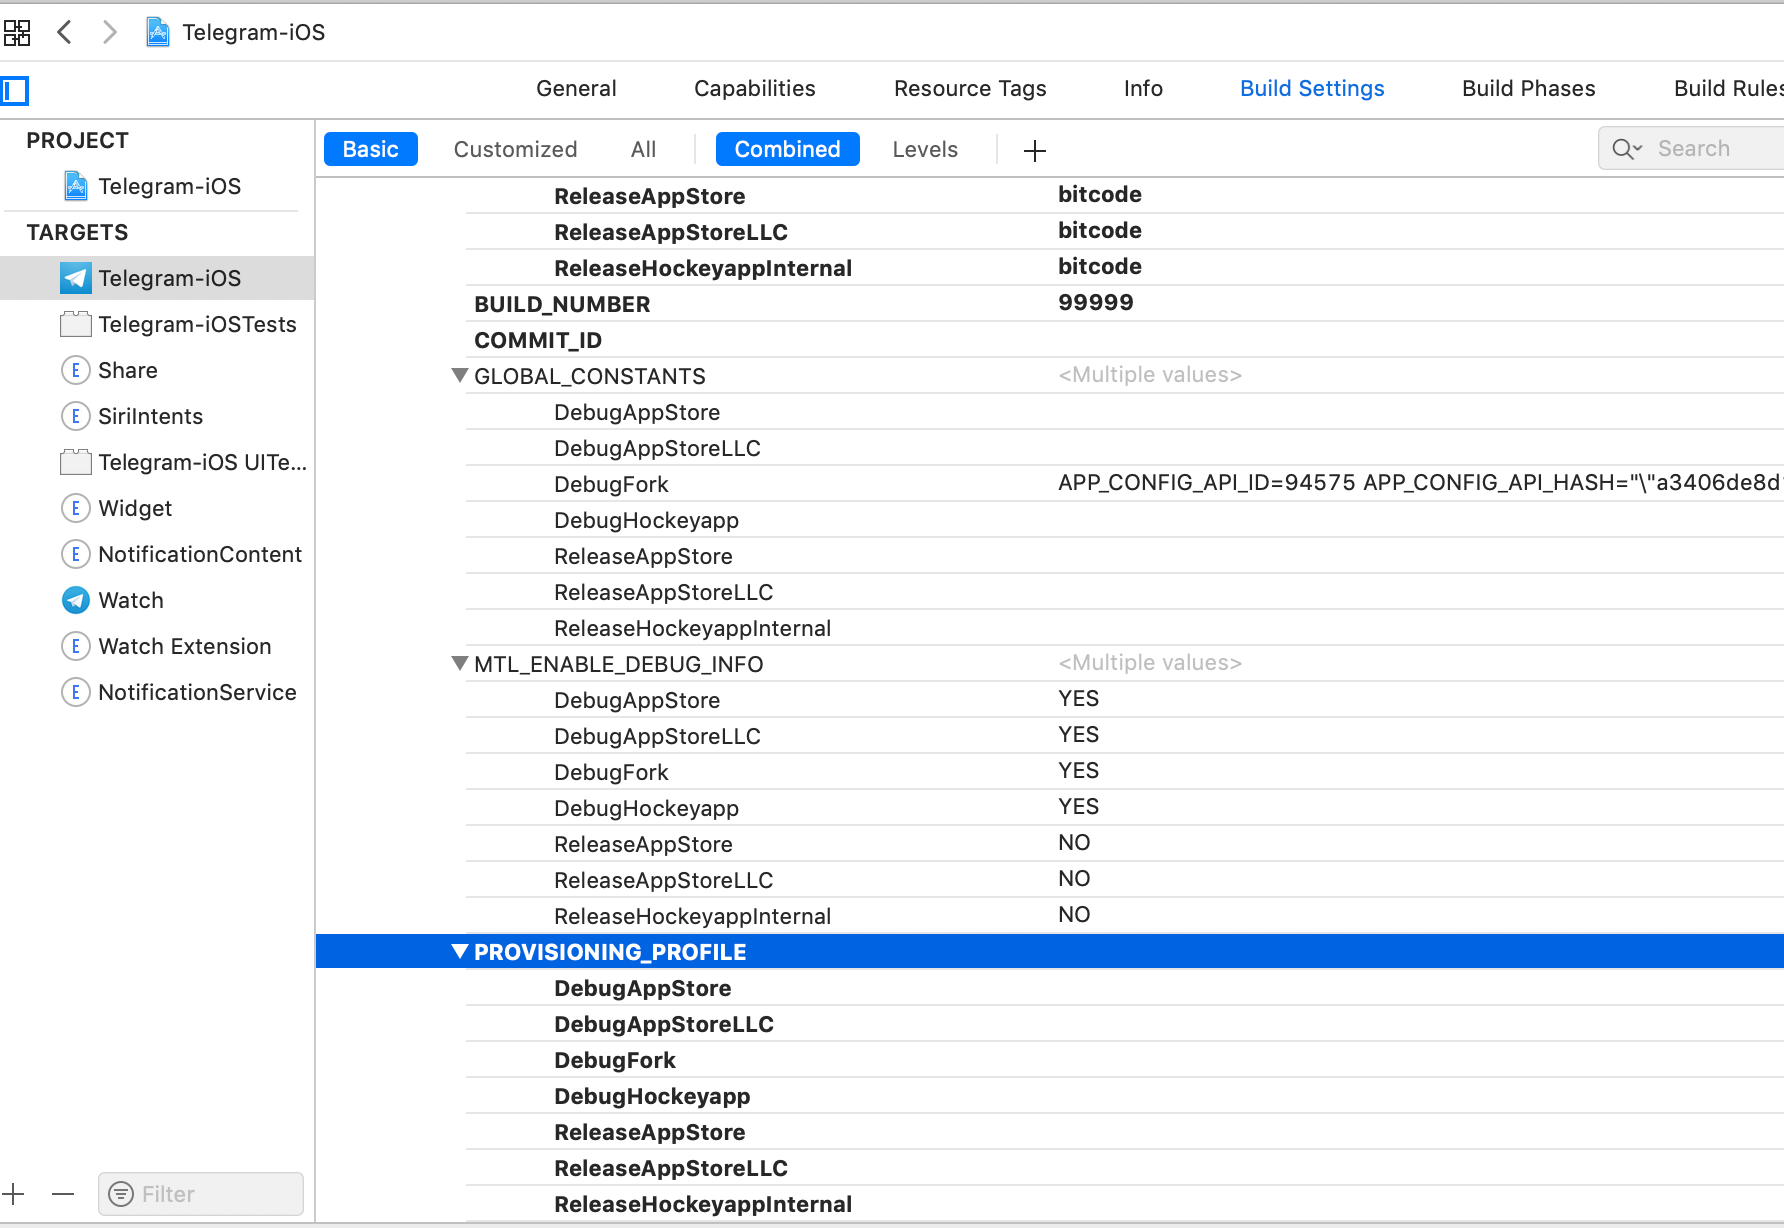 Telegram-iOS
General Capabilities Resource Tags Info Build Settings Build Phases Build Rules
PROJECT
Telegram-iOS
TARGETS
Telegram-iOS
Telegram-iOSTests
Share
SiriIntents
Telegram-iOS UITe...
Widget
NotificationContent
Watch
Watch Extension
NotificationService
Filter
Basic Customized All Combined Levels Search
ReleaseAppStore bitcode
ReleaseAppStoreLLC bitcode
ReleaseHockeyappInternal bitcode
BUILD_NUMBER 99999
COMMIT_ID
GLOBAL_CONSTANTS <Multiple values>
DebugAppStore
DebugAppStoreLLC
DebugFork APP_CONFIG_API_ID=94575 APP_CONFIG_API_HASH="\"a3406de8d
DebugHockeyapp
ReleaseAppStore
ReleaseAppStoreLLC
ReleaseHockeyappInternal
MTL_ENABLE_DEBUG_INFO <Multiple values>
DebugAppStore YES
DebugAppStoreLLC YES
DebugFork YES
DebugHockeyapp YES
ReleaseAppStore NO
ReleaseAppStoreLLC NO
ReleaseHockeyappInternal NO
PROVISIONING_PROFILE
DebugAppStore
DebugAppStoreLLC
DebugFork
DebugHockeyapp
ReleaseAppStore
ReleaseAppStoreLLC
ReleaseHockeyappInternal